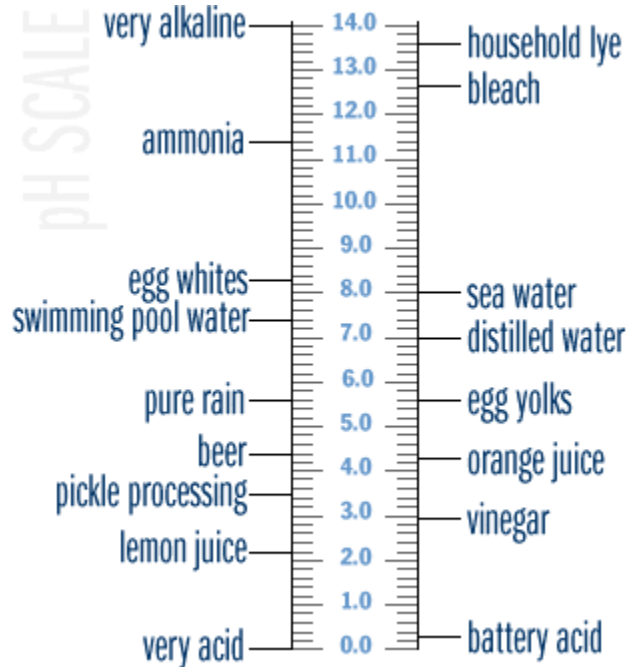 pH SCALE
very alkaline
14.0
household lye
13.0
bleach
12.0
ammonia
11.0
10.0
9.0
egg whites
8.0
sea water
swimming pool water
7.0
distilled water
6.0
pure rain
egg yolks
5.0
beer
orange juice
4.0
pickle processing
3.0
vinegar
lemon juice
2.0
1.0
very acid
0.0
battery acid